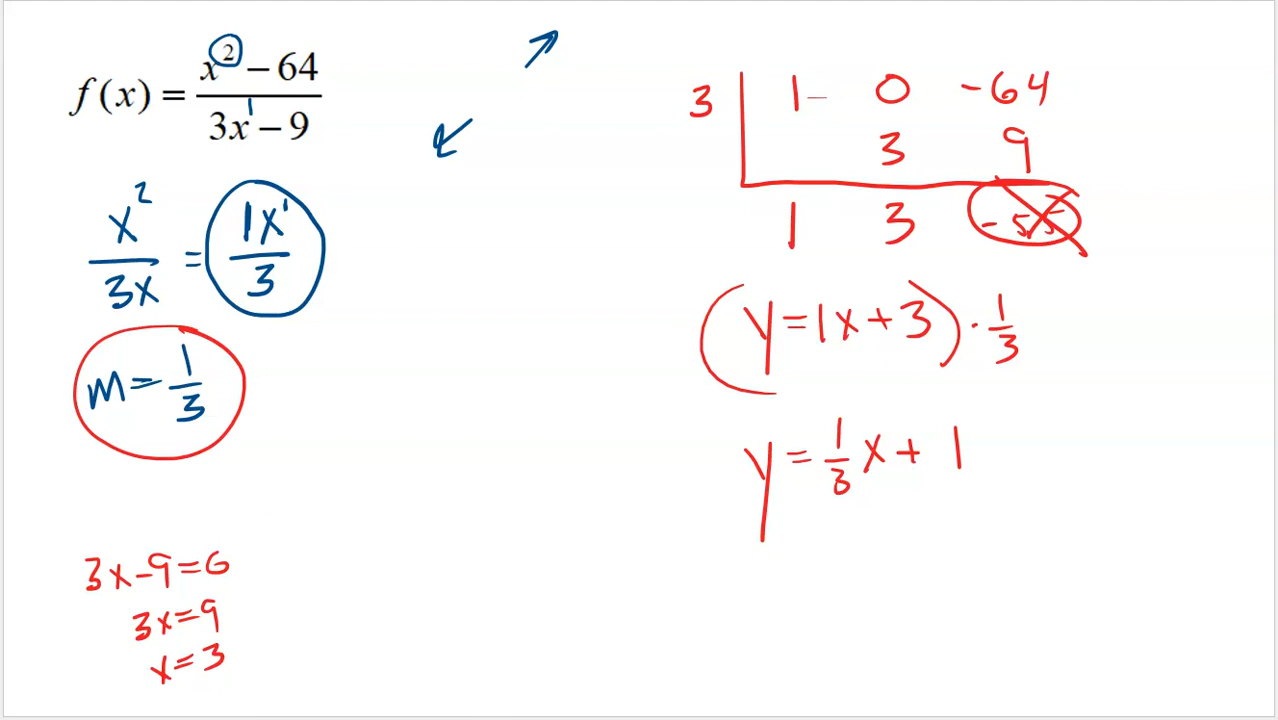 f(x) = (x² − 64)/(3x¹ − 9)
x²/3x = 1x¹/3
m = 1/3
3x-9=6
3x=9
x=3
3 | 1 0 -64
3 9
1 3 -55
(y=1x+3) · 1/3
y = 1/3 x + 1